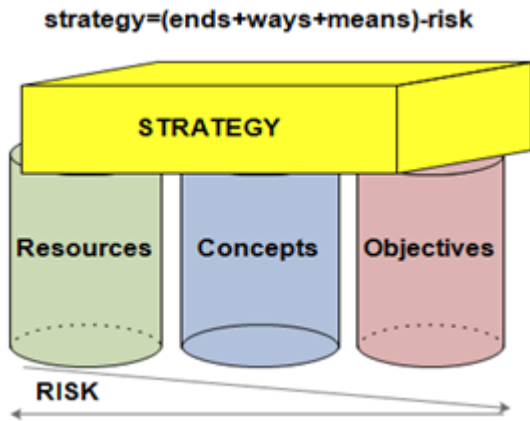 strategy=(ends+ways+means)-risk
STRATEGY
Resources Concepts Objectives
RISK